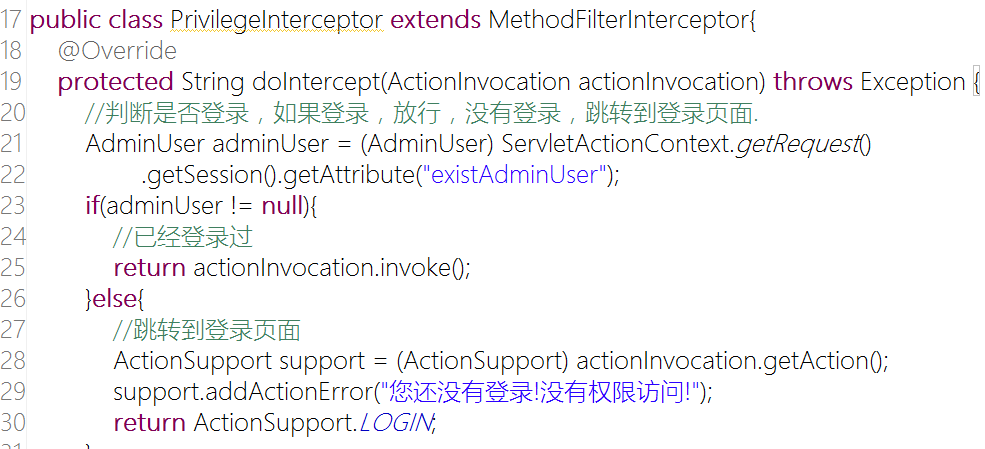 17 public class PrivilegeInterceptor extends MethodFilterInterceptor{
18 @Override
19 protected String doIntercept(ActionInvocation actionInvocation) throws Exception {
20 //判断是否登录，如果登录，放行，没有登录，跳转到登录页面.
21 AdminUser adminUser = (AdminUser) ServletActionContext.getRequest()
22 .getSession().getAttribute("existAdminUser");
23 if(adminUser != null){
24 //已经登录过
25 return actionInvocation.invoke();
26 }else{
27 //跳转到登录页面
28 ActionSupport support = (ActionSupport) actionInvocation.getAction();
29 support.addActionError("您还没有登录!没有权限访问!");
30 return ActionSupport.LOGIN;